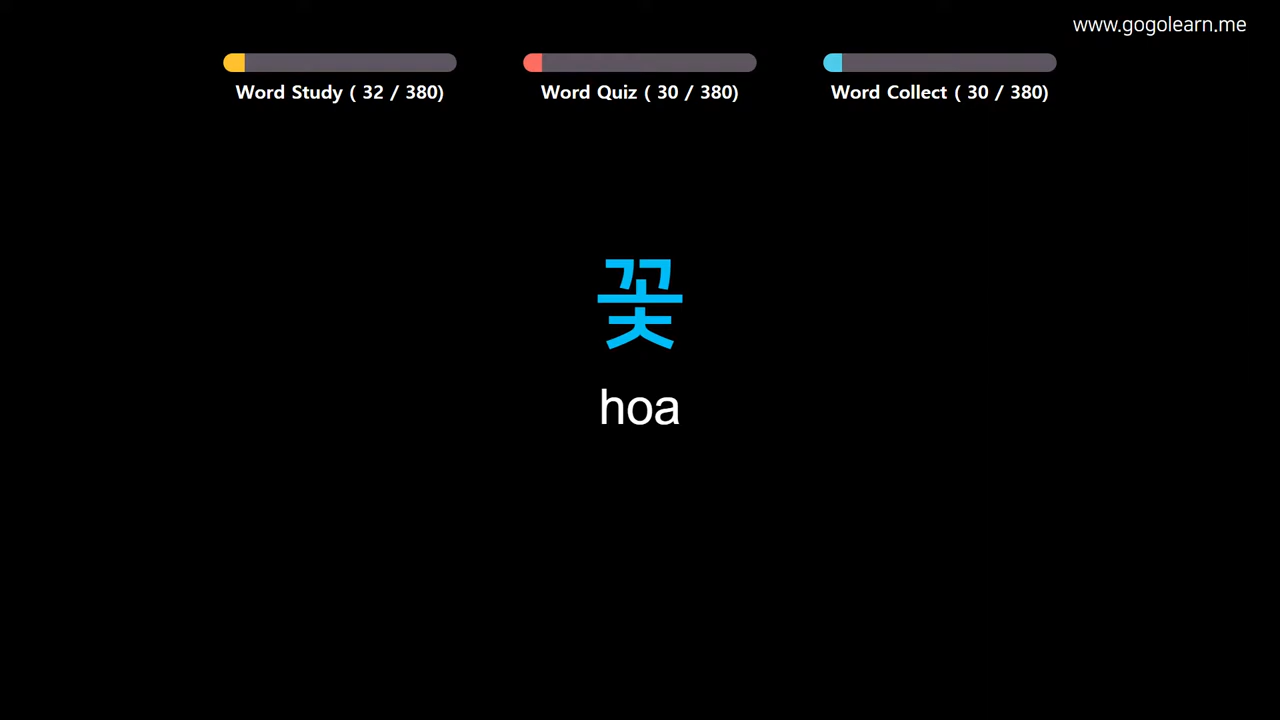 www.gogolearn.me
Word Study ( 32 / 380)
Word Quiz ( 30 / 380)
Word Collect ( 30 / 380)
꽃
hoa